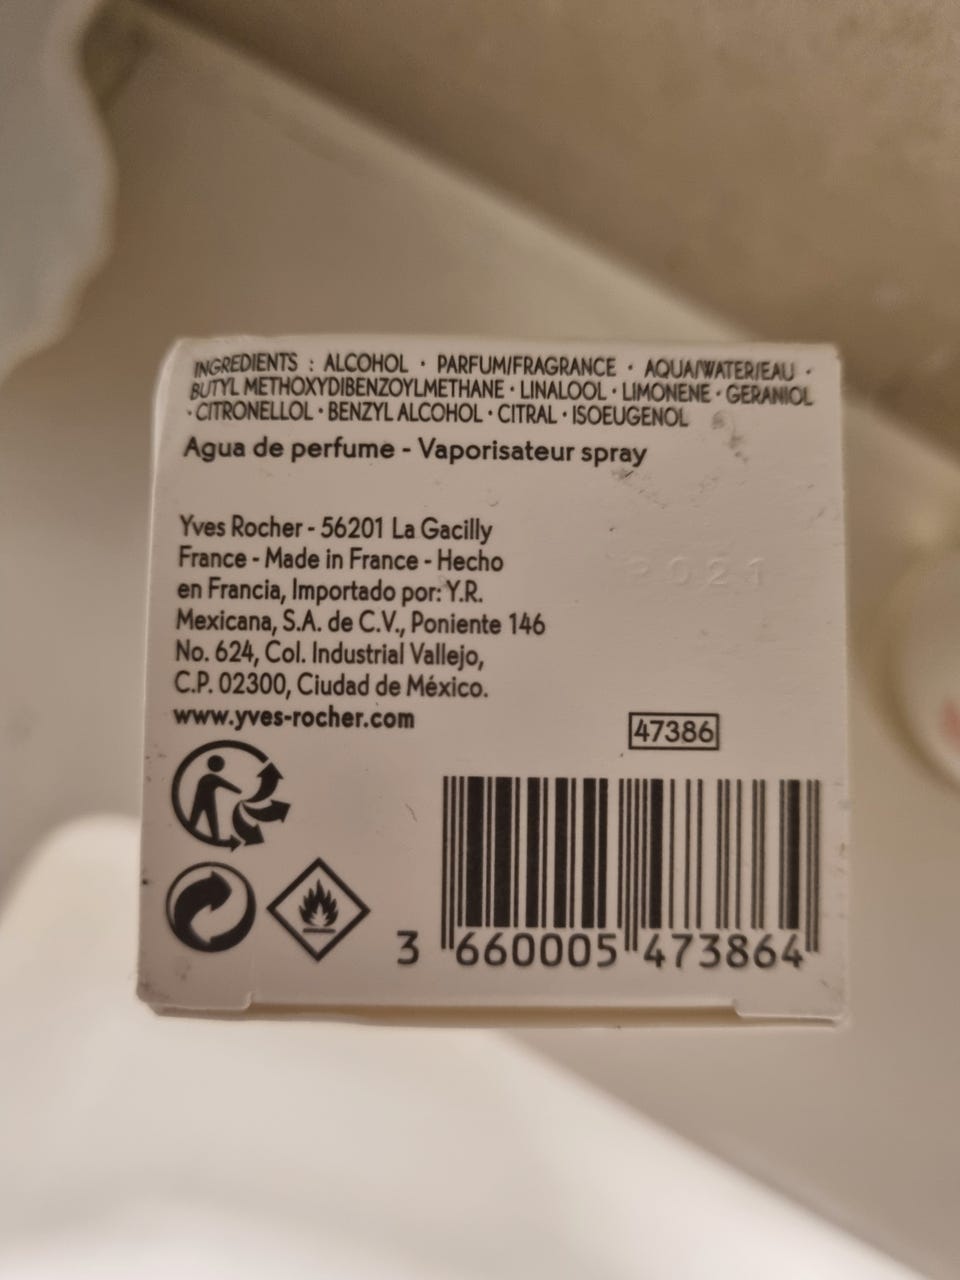 INGREDIENTS : ALCOHOL · PARFUM/FRAGRANCE · AQUA/WATER/EAU ·
BUTYL METHOXYDIBENZOYLMETHANE · LINALOOL · LIMONENE · GERANIOL
· CITRONELLOL · BENZYL ALCOHOL · CITRAL · ISOEUGENOL
Agua de perfume - Vaporisateur spray
Yves Rocher - 56201 La Gacilly
France - Made in France - Hecho
en Francia, Importado por: Y.R.
Mexicana, S.A. de C.V., Poniente 146
No. 624, Col. Industrial Vallejo,
C.P. 02300, Ciudad de México.
www.yves-rocher.com
47386
3 660005 473864